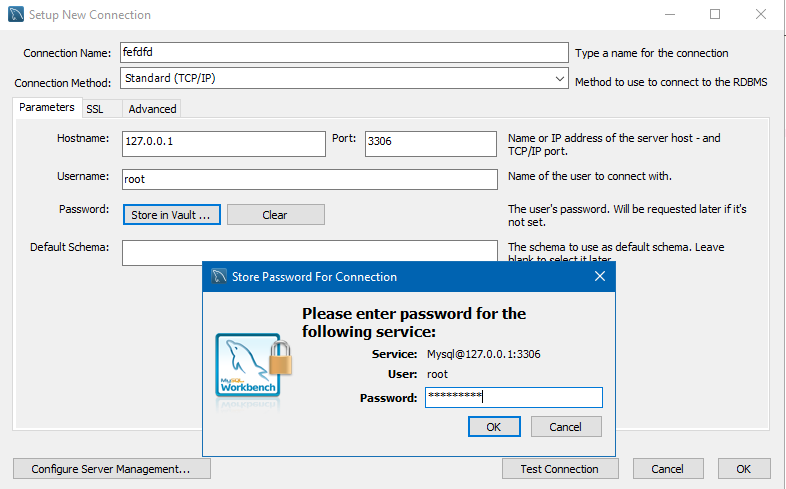 Setup New Connection
Connection Name: fefdfd Type a name for the connection
Connection Method: Standard (TCP/IP) Method to use to connect to the RDBMS
Parameters SSL Advanced
Hostname: 127.0.0.1 Port: 3306 Name or IP address of the server host - and
TCP/IP port.
Username: root Name of the user to connect with.
Password: Store in Vault ... Clear The user's password. Will be requested later if it's
not set.
Default Schema: The schema to use as default schema. Leave
blank to select it later.
Store Password For Connection
Please enter password for the
following service:
Service: Mysql@127.0.0.1:3306
User: root
Password: *********
MySQL
Workbench
OK Cancel
Configure Server Management... Test Connection Cancel OK